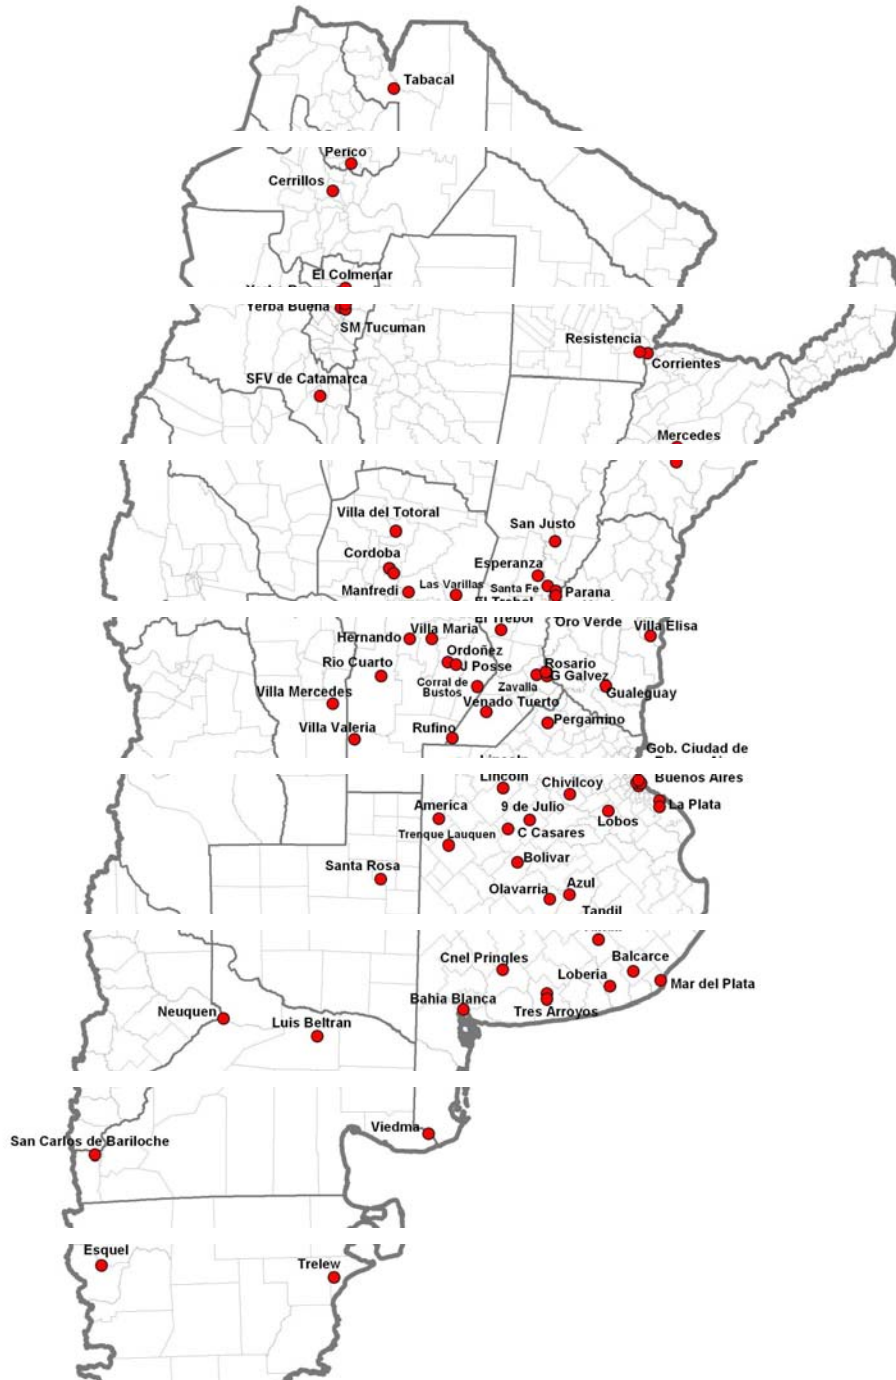 Tabacal
Perico
Cerrillos
El Colmenar
Yerba Buena
SM Tucuman
Resistencia
Corrientes
SFV de Catamarca
Mercedes
Villa del Totoral
San Justo
Cordoba
Esperanza
Las Varillas
Santa Fe
Manfredi
Parana
El Trebol
Oro Verde
Villa Elisa
Hernando
Villa Maria
Ordoñez
J Posse
Rosario
G Galvez
Rio Cuarto
Corral de
Bustos
Zavalla
Gualeguay
Villa Mercedes
Venado Tuerto
Pergamino
Villa Valeria
Rufino
Gob. Ciudad de
Buenos Aires
Lincoln
Chivilcoy
La Plata
America
9 de Julio
Lobos
Trenque Lauquen
C Casares
Bolivar
Santa Rosa
Olavarria
Azul
Tandil
Cnel Pringles
Balcarce
Loberia
Mar del Plata
Bahia Blanca
Tres Arroyos
Neuquen
Luis Beltran
Viedma
San Carlos de Bariloche
Esquel
Trelew